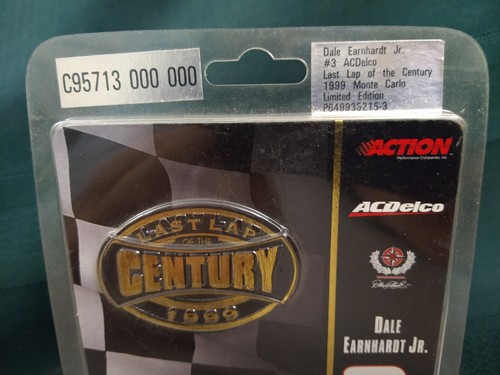 C95713 000 000
Dale Earnhardt Jr.
#3 ACDelco
Last Lap of the Century
1999 Monte Carlo
Limited Edition
P649935215-3
ACTION
Performance Companies, Inc.
ACDelco
LAST LAP
OF THE
CENTURY
1999
DALE
EARNHARDT JR.